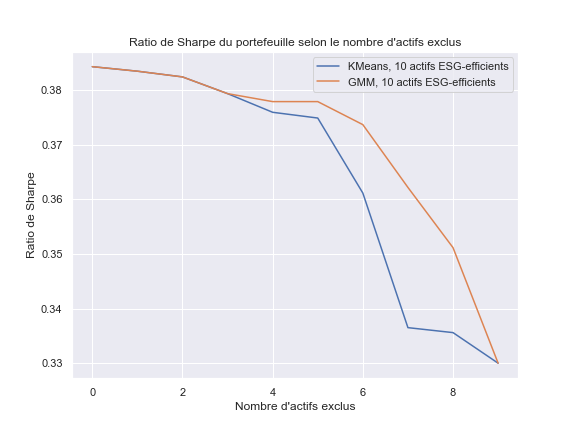 Ratio de Sharpe du portefeuille selon le nombre d'actifs exclus
KMeans, 10 actifs ESG-efficients
GMM, 10 actifs ESG-efficients
0.38
0.37
0.36
0.35
0.34
0.33
Ratio de Sharpe
0 2 4 6 8
Nombre d'actifs exclus